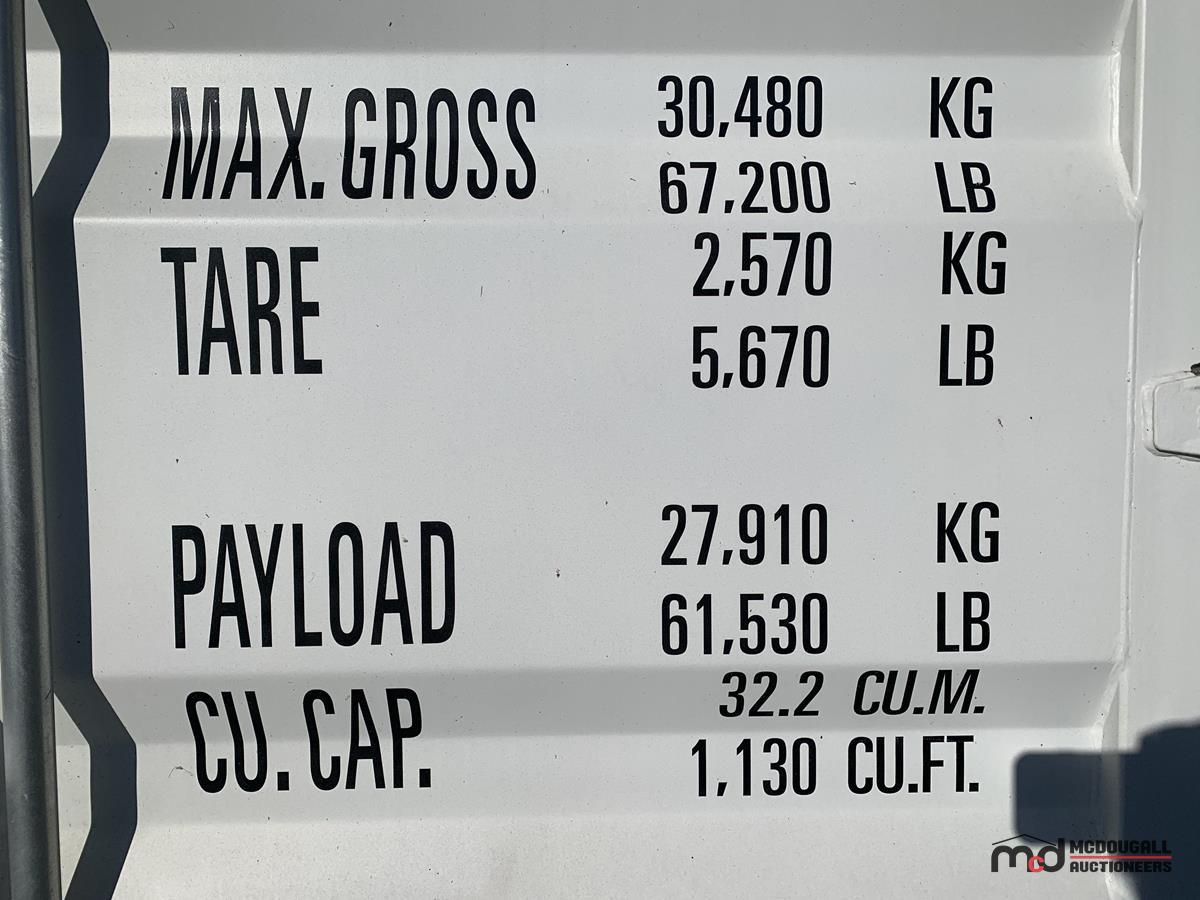 MAX. GROSS 30,480 KG
67,200 LB
TARE 2,570 KG
5,670 LB
PAYLOAD 27,910 KG
61,530 LB
CU. CAP. 32.2 CU.M.
1,130 CU.FT.
mcd MCDOUGALL
AUCTIONEERS